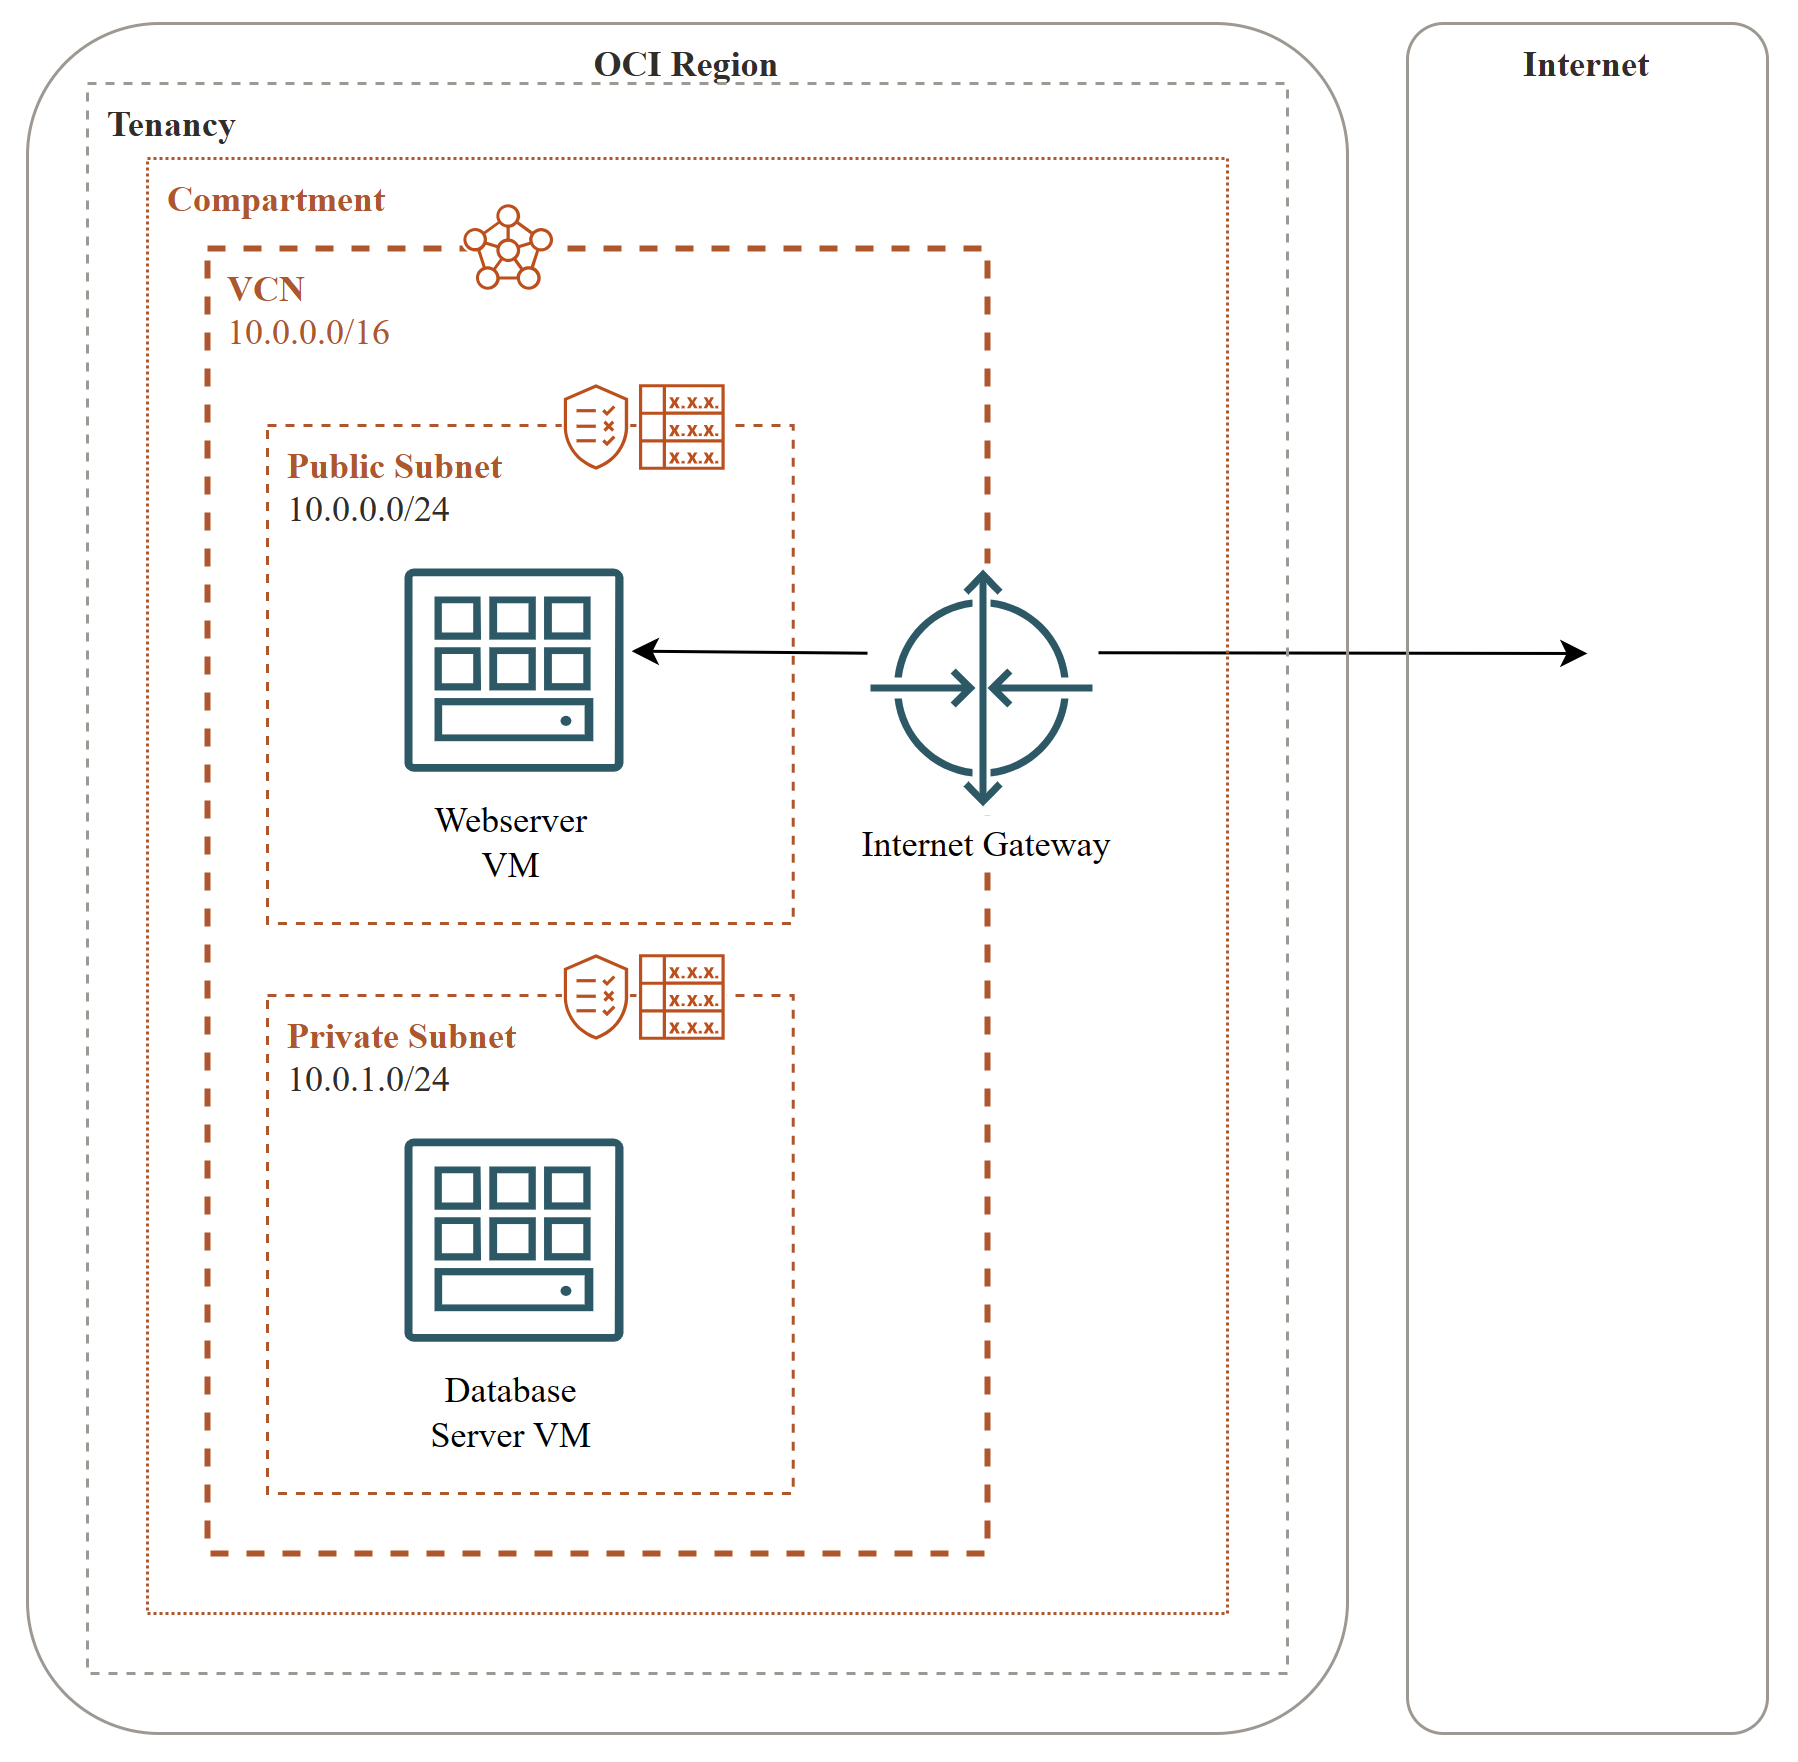 OCI Region
Internet
Tenancy
Compartment
VCN
10.0.0.0/16
x.x.x.
x.x.x.
x.x.x.
Public Subnet
10.0.0.0/24
Webserver
VM
Internet Gateway
x.x.x.
x.x.x.
x.x.x.
Private Subnet
10.0.1.0/24
Database
Server VM